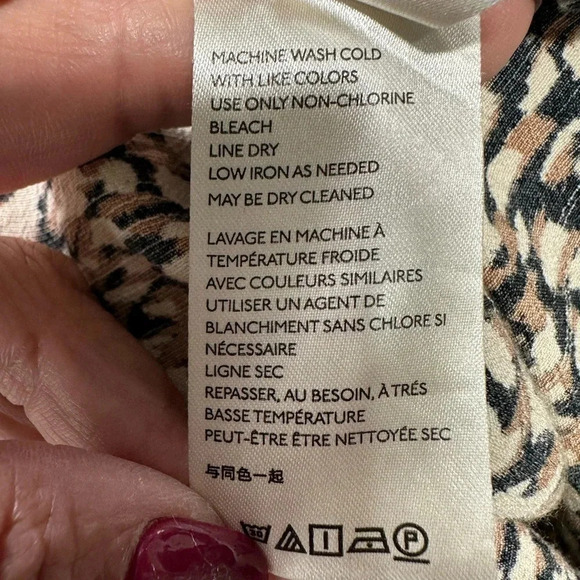 MACHINE WASH COLD
WITH LIKE COLORS
USE ONLY NON-CHLORINE
BLEACH
LINE DRY
LOW IRON AS NEEDED
MAY BE DRY CLEANED
LAVAGE EN MACHINE À
TEMPÉRATURE FROIDE
AVEC COULEURS SIMILAIRES
UTILISER UN AGENT DE
BLANCHIMENT SANS CHLORE SI
NÉCESSAIRE
LIGNE SEC
REPASSER, AU BESOIN, À TRÉS
BASSE TEMPÉRATURE
PEUT-ÊTRE ÊTRE NETTOYÉE SEC
与同色一起
30 P